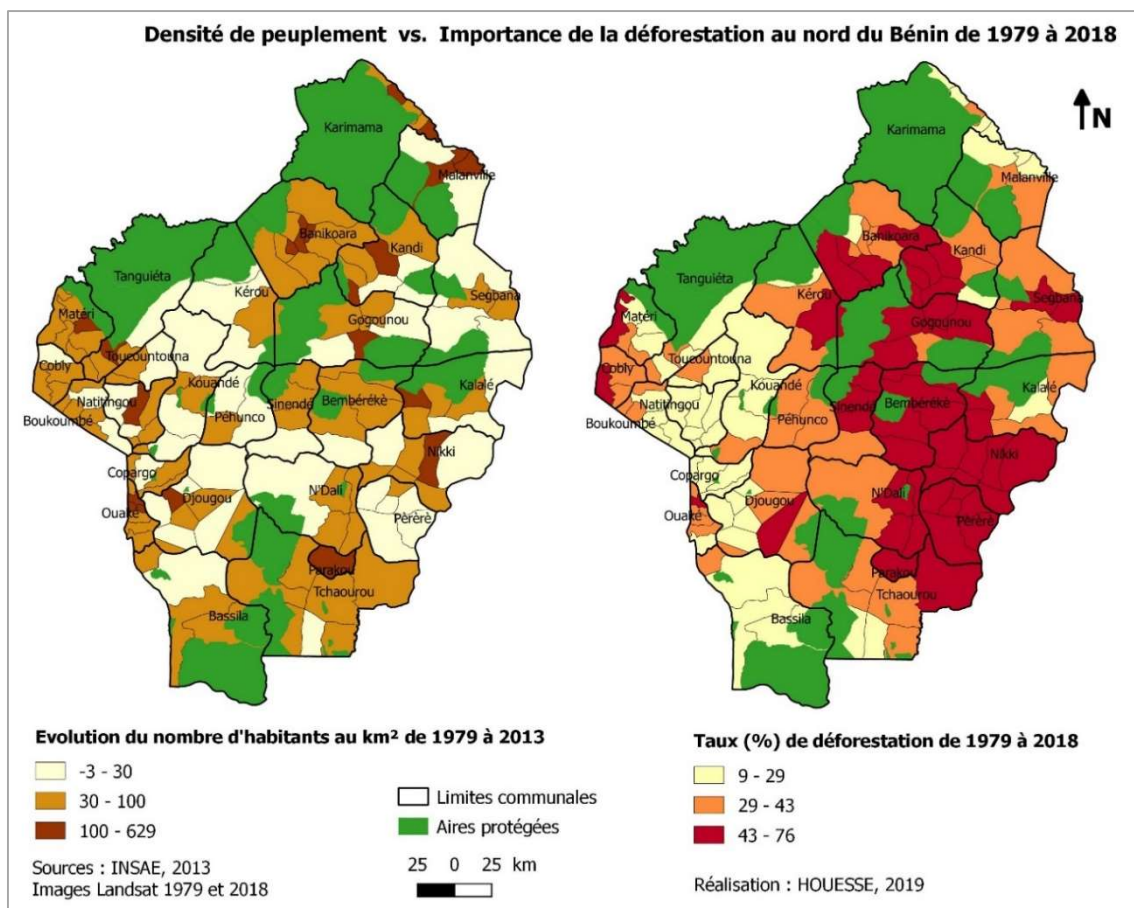 Densité de peuplement vs. Importance de la déforestation au nord du Bénin de 1979 à 2018
N
Karimama
Malanville
Banikoara
Kandi
Tanguiéta
Kérou
Segbana
Matéri
Gogounou
Toucountouna
Cobly
Kouandé
Kalalé
Natitingou
Sinendé
Bembérékè
Boukoumbé
Péhunco
Nikki
Copargo
N'Dali
Djougou
Ouaké
Pèrèrè
Parakou
Tchaourou
Bassila
Karimama
Malanville
Banikoara
Kandi
Tanguiéta
Kérou
Segbana
Matéri
Gogounou
Toucountouna
Cobly
Kouandé
Kalalé
Natitingou
Sinendé
Bembérékè
Boukoumbé
Péhunco
Nikki
Copargo
N'Dali
Djougou
Ouaké
Pèrèrè
Parakou
Tchaourou
Bassila
Evolution du nombre d'habitants au km² de 1979 à 2013
-3 - 30
30 - 100
100 - 629
Sources : INSAE, 2013
Images Landsat 1979 et 2018
Limites communales
Aires protégées
25 0 25 km
Taux (%) de déforestation de 1979 à 2018
9 - 29
29 - 43
43 - 76
Réalisation : HOUESSE, 2019